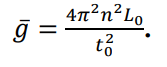 ḡ = 4π²n²L₀ / t₀².